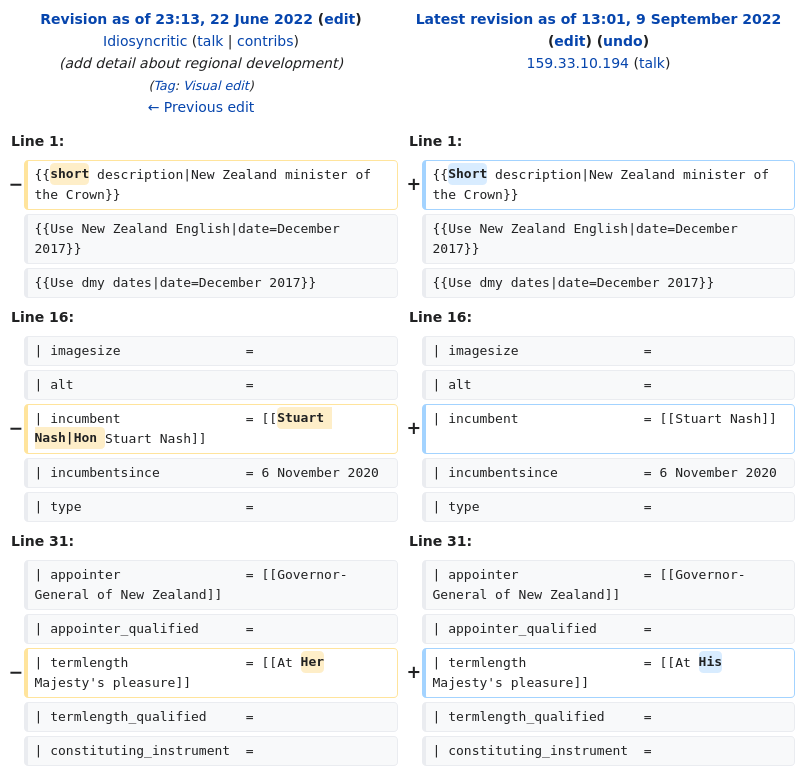 Revision as of 23:13, 22 June 2022 (edit)
Idiosyncritic (talk | contribs)
(add detail about regional development)
(Tag: Visual edit)
← Previous edit
Latest revision as of 13:01, 9 September 2022
(edit) (undo)
159.33.10.194 (talk)
Line 1:
Line 1:
− {{short description|New Zealand minister of
the Crown}}
+ {{Short description|New Zealand minister of
the Crown}}
{{Use New Zealand English|date=December
2017}}
{{Use New Zealand English|date=December
2017}}
{{Use dmy dates|date=December 2017}}
{{Use dmy dates|date=December 2017}}
Line 16:
Line 16:
| imagesize                =
| imagesize                =
| alt                      =
| alt                      =
− | incumbent                = [[Stuart
Nash|Hon Stuart Nash]]
+ | incumbent                = [[Stuart Nash]]
| incumbentsince           = 6 November 2020
| incumbentsince           = 6 November 2020
| type                     =
| type                     =
Line 31:
Line 31:
| appointer                = [[Governor-
General of New Zealand]]
| appointer                = [[Governor-
General of New Zealand]]
| appointer_qualified      =
| appointer_qualified      =
− | termlength               = [[At Her
Majesty's pleasure]]
+ | termlength               = [[At His
Majesty's pleasure]]
| termlength_qualified     =
| termlength_qualified     =
| constituting_instrument  =
| constituting_instrument  =